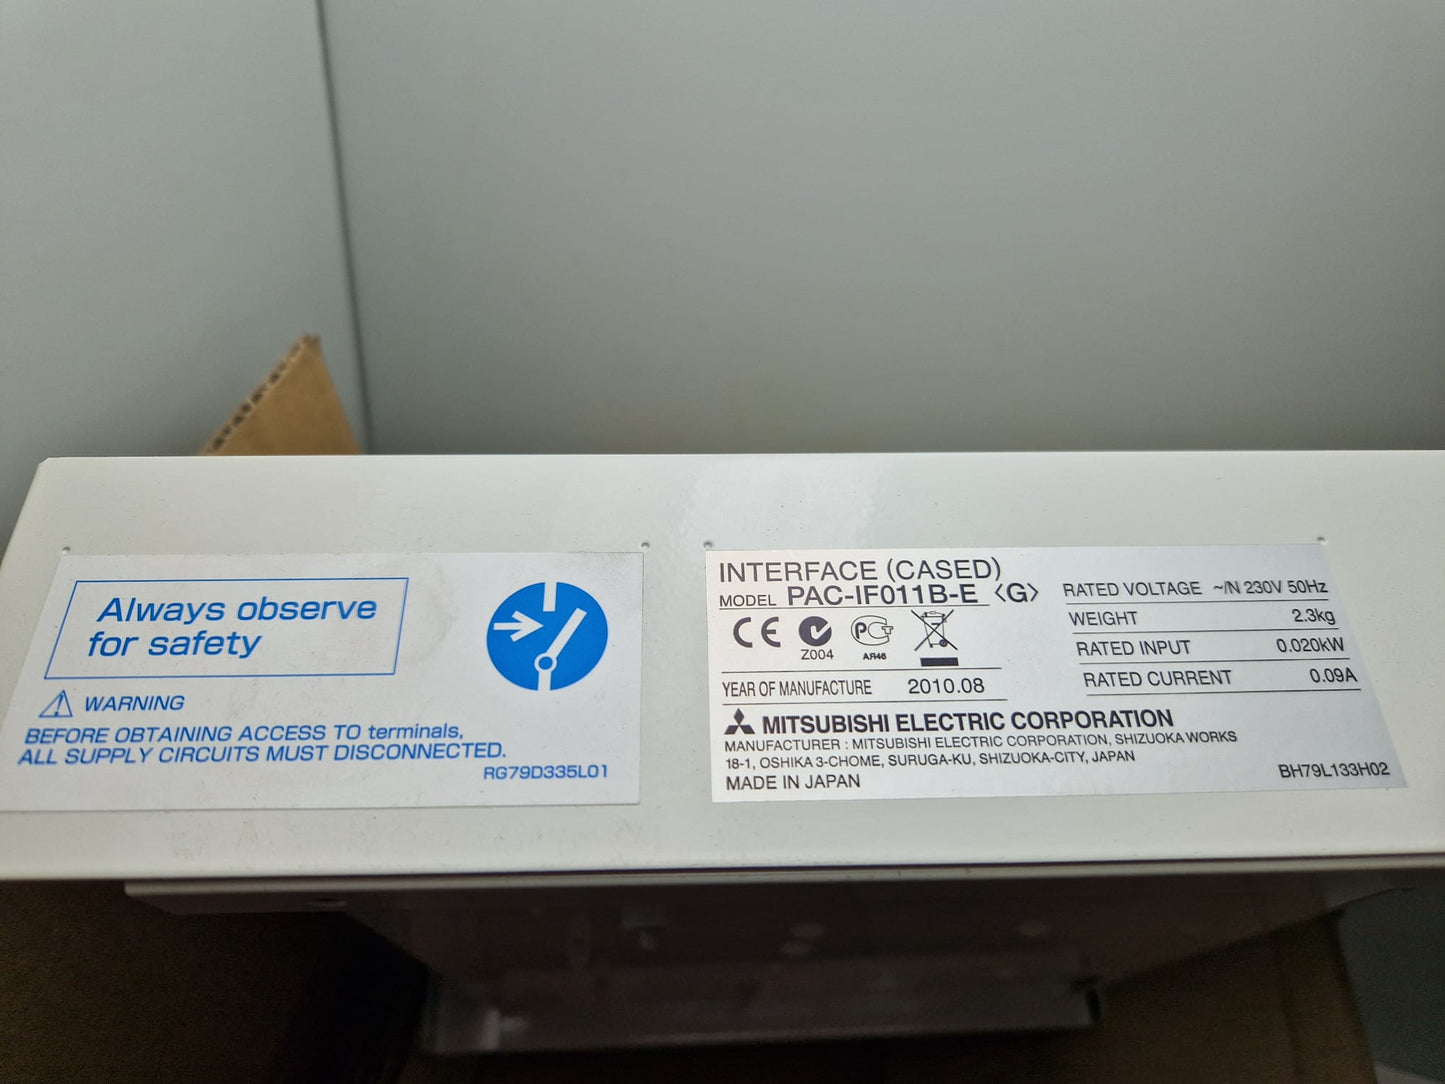 Always observe
for safety
WARNING
BEFORE OBTAINING ACCESS TO terminals,
ALL SUPPLY CIRCUITS MUST DISCONNECTED.
RG79D335L01
INTERFACE (CASED)
MODEL PAC-IF011B-E 〈G〉
CE
Z004
РСТ
АЯ46
YEAR OF MANUFACTURE 2010.08
RATED VOLTAGE ~/N 230V 50Hz
WEIGHT 2.3kg
RATED INPUT 0.020kW
RATED CURRENT 0.09A
MITSUBISHI ELECTRIC CORPORATION
MANUFACTURER : MITSUBISHI ELECTRIC CORPORATION, SHIZUOKA WORKS
18-1, OSHIKA 3-CHOME, SURUGA-KU, SHIZUOKA-CITY, JAPAN
MADE IN JAPAN
BH79L133H02